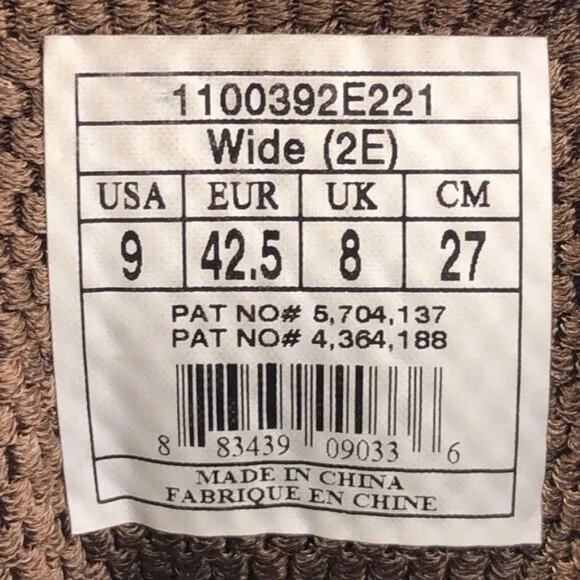 1100392E221
Wide (2E)
USA EUR UK CM
9 42.5 8 27
PAT NO# 5,704,137
PAT NO# 4,364,188
8 83439 09033 6
MADE IN CHINA
FABRIQUE EN CHINE